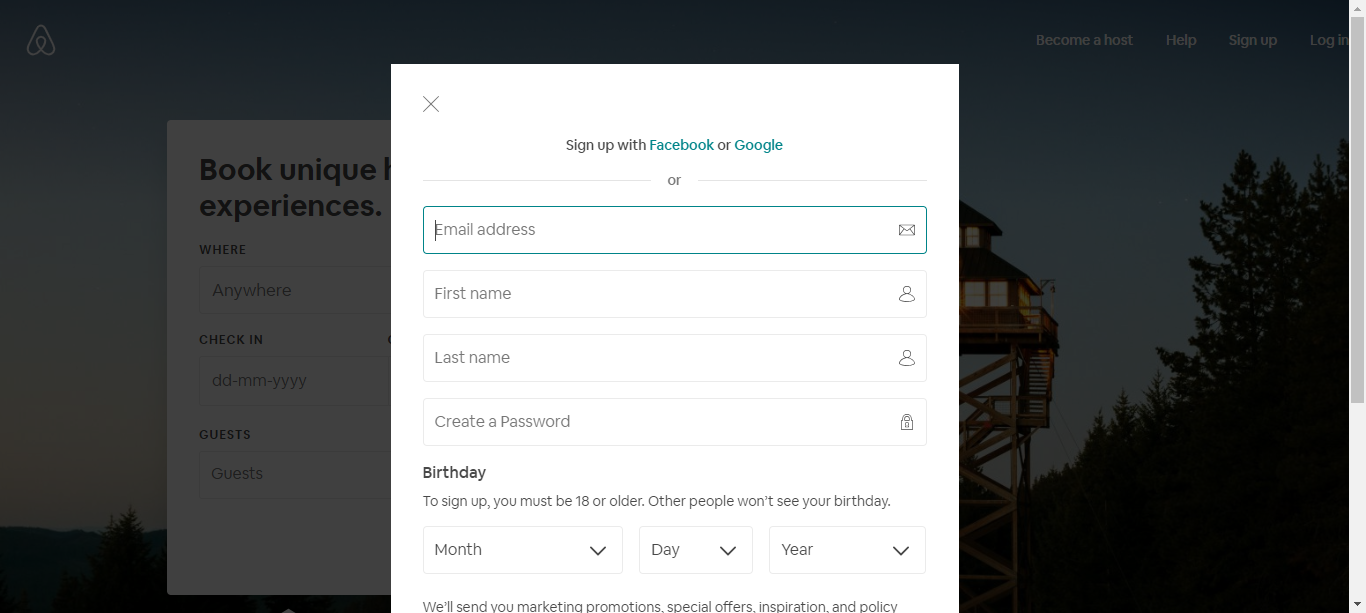 Become a host
Help
Sign up
Log in
Sign up with Facebook or Google
or
Email address
First name
Last name
Create a Password
Birthday
To sign up, you must be 18 or older. Other people won’t see your birthday.
Month
Day
Year
We’ll send you marketing promotions, special offers, inspiration, and policy
Book unique
experiences.
WHERE
Anywhere
CHECK IN
dd-mm-yyyy
GUESTS
Guests